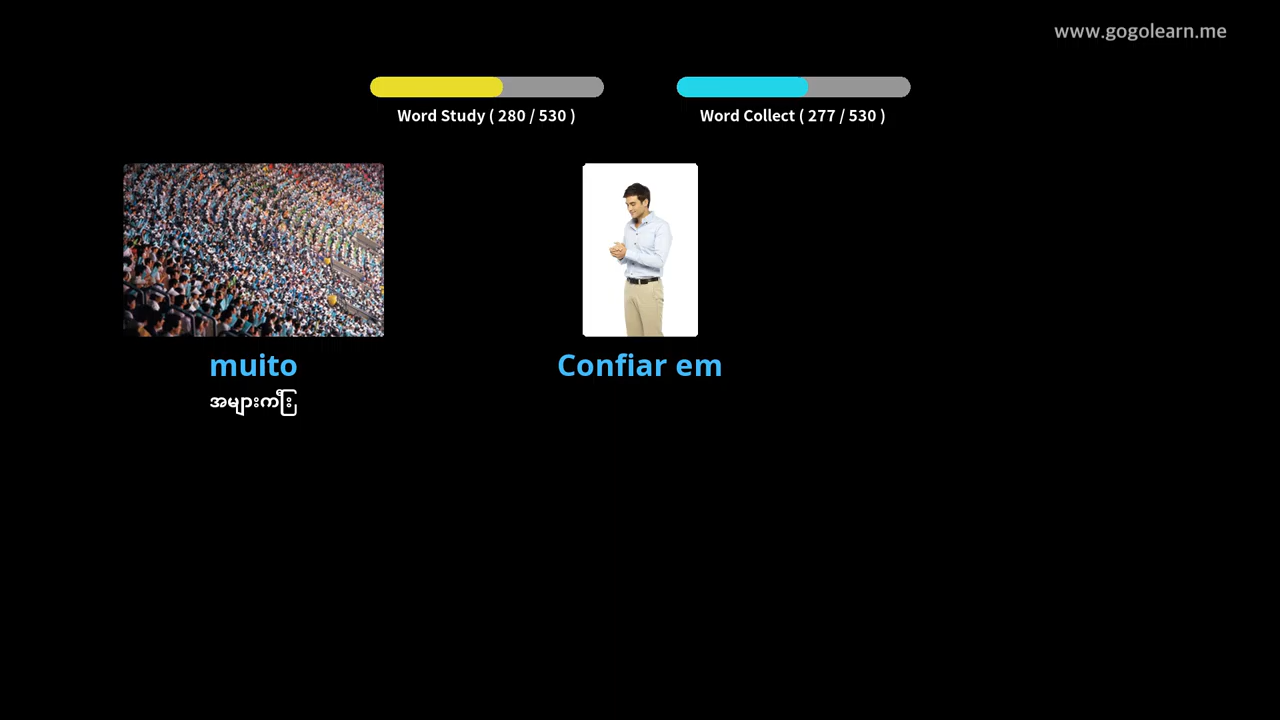 www.gogolearn.me
Word Study ( 280 / 530 )
Word Collect ( 277 / 530 )
muito
အများကြီး
Confiar em